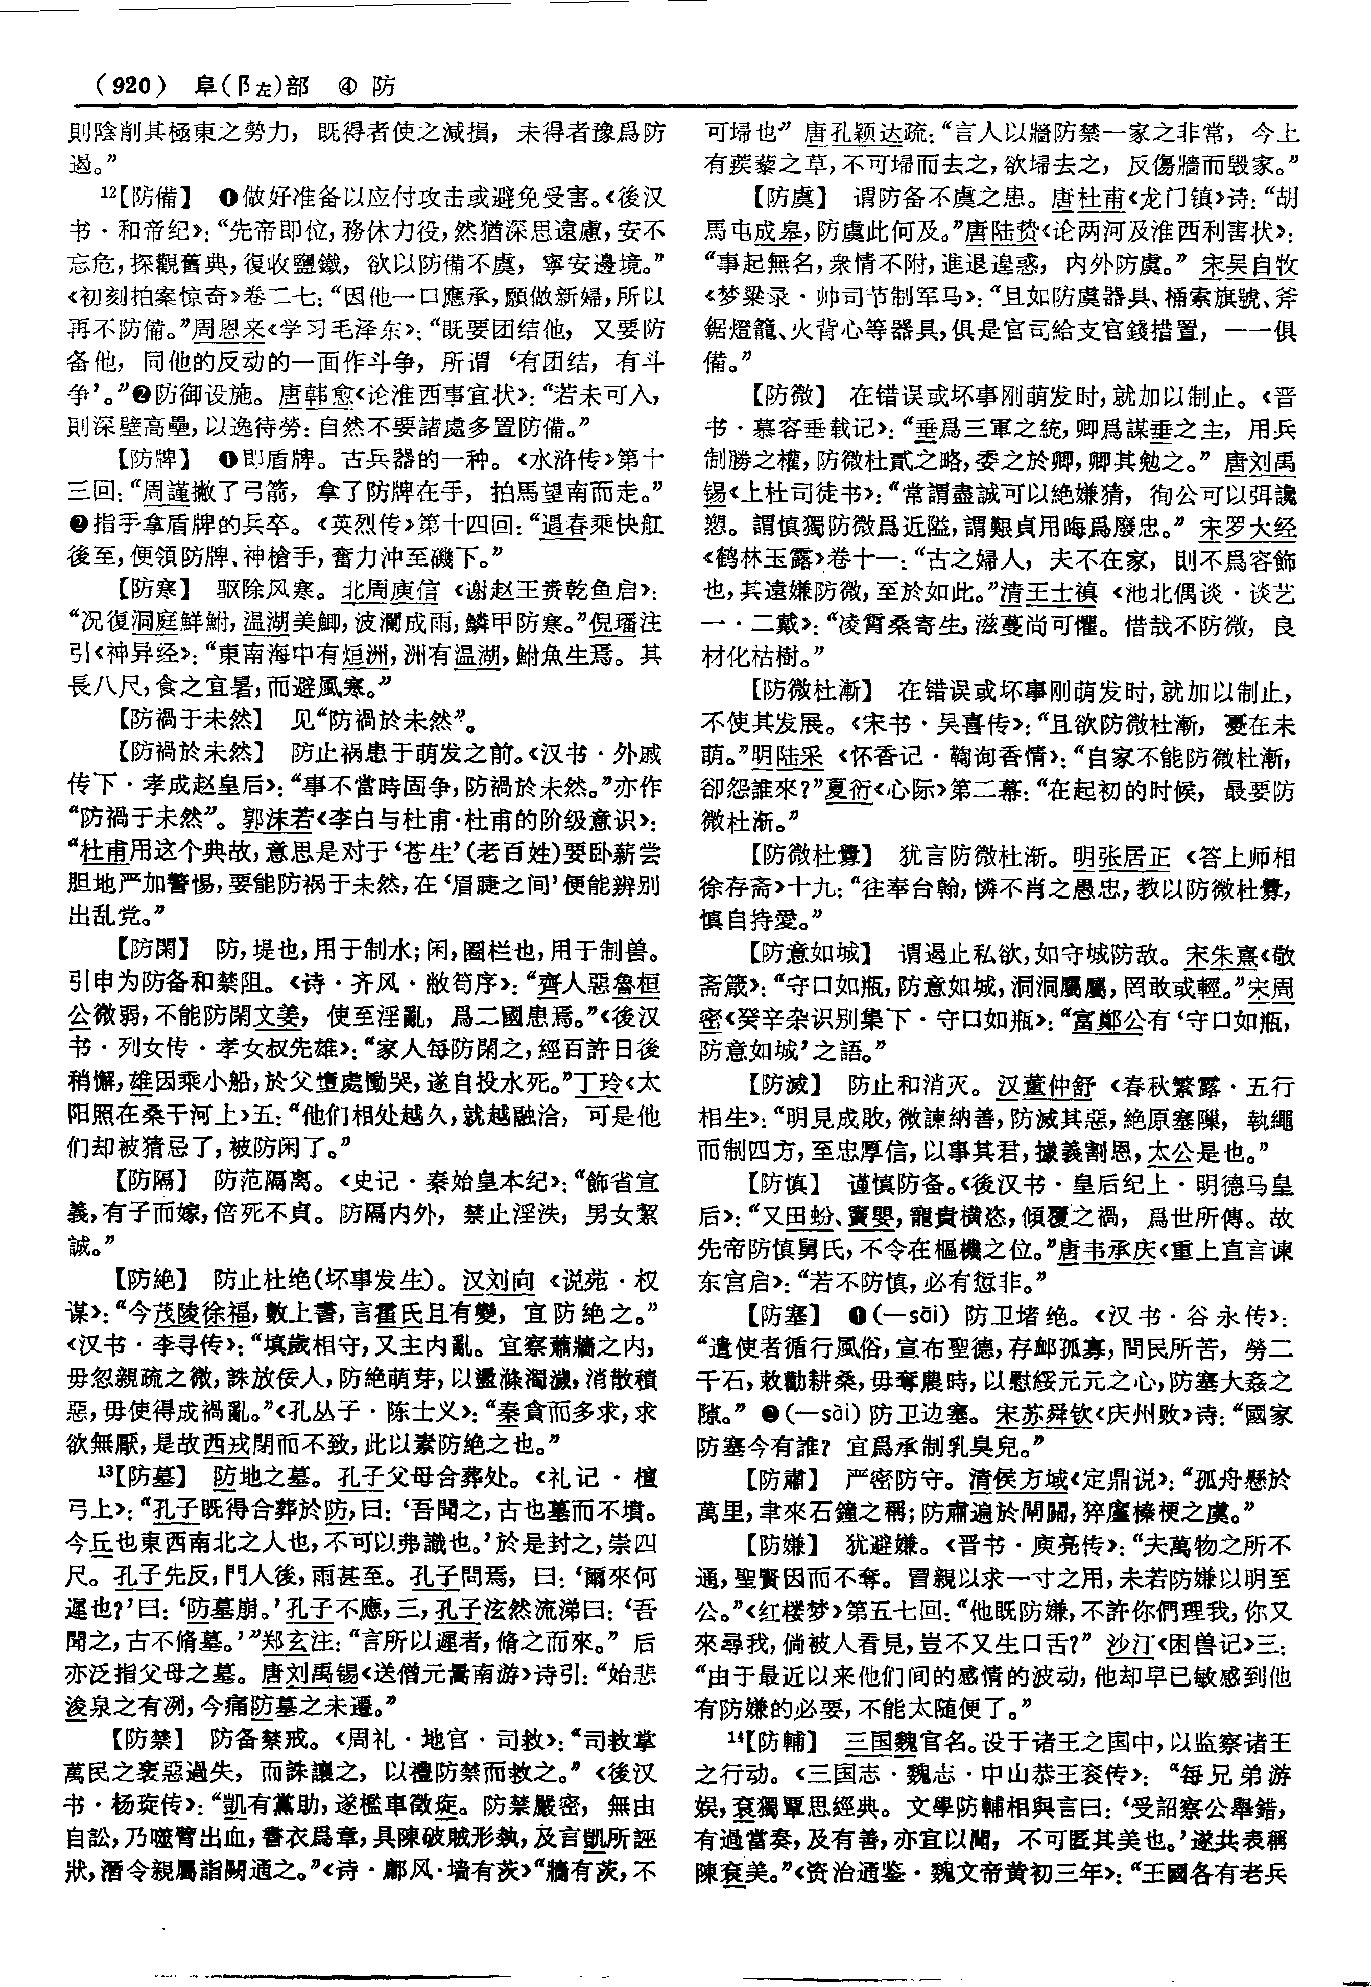 （920） 阜(阝左)部 ④ 防
則陰削其極東之勢力，既得者使之減損，未得者豫爲防
遏。”
12【防備】 ❶做好准备以应付攻击或避免受害。《後汉
书·和帝纪》：“先帝即位，務休力役，然猶深思遠慮，安不
忘危，探觀舊典，復收鹽鐵，欲以防備不虞，寧安邊境。”
《初刻拍案惊奇》卷二七：“因他一口應承，願做新婦，所以
再不防備。”周恩来《学习毛泽东》：“既要团结他，又要防
备他，同他的反动的一面作斗争，所谓‘有团结，有斗
争’。”❷防御设施。唐韩愈《论淮西事宜状》：“若未可入，
則深壁高壘，以逸待勞：自然不要諸處多置防備。”
【防牌】 ❶即盾牌。古兵器的一种。《水浒传》第十
三回：“周謹撇了弓箭，拿了防牌在手，拍馬望南而走。”
❷指手拿盾牌的兵卒。《英烈传》第十四回：“遇春乘快舡
後至，便領防牌、神槍手，奮力沖至磯下。”
【防寒】 驱除风寒。北周庾信《谢赵王赉乾鱼启》：
“况復洞庭鮮鮒，温湖美鯽，波瀾成雨，鱗甲防寒。”倪璠注
引《神异经》：“東南海中有烜洲，洲有温湖，鮒魚生焉。其
長八尺，食之宜暑，而避風寒。”
【防禍于未然】 见“防禍於未然”。
【防禍於未然】 防止祸患于萌发之前。《汉书·外戚
传下·孝成赵皇后》：“事不當時固争，防禍於未然。”亦作
“防禍于未然”。郭沫若《李白与杜甫·杜甫的阶级意识》：
“杜甫用这个典故，意思是对于‘苍生’（老百姓）要卧薪尝
胆地严加警惕，要能防祸于未然，在‘眉睫之间’便能辨别
出乱党。”
【防閑】 防，堤也，用于制水；闲，圈栏也，用于制兽。
引申为防备和禁阻。《诗·齐风·敝笱序》：“齊人惡魯桓
公微弱，不能防閑文姜，使至淫亂，爲二國患焉。”《後汉
书·列女传·孝女叔先雄》：“家人每防閑之，經百許日後
稍懈，雄因乘小船，於父墮處慟哭，遂自投水死。”丁玲《太
阳照在桑干河上》五：“他们相处越久，就越融洽，可是他
们却被猜忌了，被防闲了。”
【防隔】 防范隔离。《史记·秦始皇本纪》：“飾省宣
義，有子而嫁，倍死不貞。防隔内外，禁止淫泆，男女絜
誠。”
【防絶】 防止杜绝（坏事发生）。汉刘向《说苑·权
谋》：“今茂陵徐福，數上書，言霍氏且有變，宜防絶之。”
《汉书·李寻传》：“填歲相守，又主内亂。宜察蕭牆之内，
毋忽親疏之微，誅放佞人，防絶萌芽，以盪滌濁濊，消散積
惡，毋使得成禍亂。”《孔丛子·陈士义》：“秦貪而多求，求
欲無厭，是故西戎閉而不致，此以素防絶之也。”
13【防墓】 防地之墓。孔子父母合葬处。《礼记·檀
弓上》：“孔子既得合葬於防，曰：‘吾聞之，古也墓而不墳。
今丘也東西南北之人也，不可以弗識也。’於是封之，崇四
尺。孔子先反，門人後，雨甚至。孔子問焉，曰：‘爾來何
遲也？’曰：‘防墓崩。’孔子不應，三，孔子泫然流涕曰：‘吾
聞之，古不脩墓。’”郑玄注：“言所以遲者，脩之而來。”后
亦泛指父母之墓。唐刘禹锡《送僧元暠南游》诗引：“始悲
浚泉之有冽，今痛防墓之未遷。”
【防禁】 防备禁戒。《周礼·地官·司救》：“司救掌
萬民之衺惡過失，而誅讓之，以禮防禁而救之。”《後汉
书·杨琁传》：“凱有黨助，遂檻車徵琁。防禁嚴密，無由
自訟，乃噬臂出血，書衣爲章，具陳破賊形埶，及言凱所誣
狀，潛令親屬詣闕通之。”《诗·鄘风·墙有茨》“牆有茨，不
可埽也”唐孔颖达疏：“言人以牆防禁一家之非常，今上
有蒺藜之草，不可埽而去之，欲埽去之，反傷牆而毁家。”
【防虞】 谓防备不虞之患。唐杜甫《龙门镇》诗：“胡
馬屯成皋，防虞此何及。”唐陆贽《论两河及淮西利害状》：
“事起無名，衆情不附，進退遑惑，内外防虞。”宋吴自牧
《梦粱录·帅司节制军马》：“且如防虞器具、桶索旗號、斧
鋸燈籠、火背心等器具，俱是官司給支官錢措置，一一俱
備。”
【防微】 在错误或坏事刚萌发时，就加以制止。《晋
书·慕容垂载记》：“垂爲三軍之統，卿爲謀垂之主，用兵
制勝之權，防微杜貳之略，委之於卿，卿其勉之。”唐刘禹
锡《上杜司徒书》：“常謂盡誠可以絶嫌猜，徇公可以弭讒
愬。謂慎獨防微爲近隘，謂艱貞用晦爲廢忠。”宋罗大经
《鹤林玉露》卷十一：“古之婦人，夫不在家，則不爲容飾
也，其遠嫌防微，至於如此。”清王士禛《池北偶谈·谈艺
一·二戴》：“凌霄桑寄生，滋蔓尚可懼。借哉不防微，良
材化枯樹。”
【防微杜漸】 在错误或坏事刚萌发时，就加以制止，
不使其发展。《宋书·吴喜传》：“且欲防微杜漸，憂在未
萌。”明陆采《怀香记·鞫询香情》：“自家不能防微杜漸，
卻怨誰來？”夏衍《心际》第二幕：“在起初的时候，最要防
微杜渐。”
【防微杜釁】 犹言防微杜渐。明张居正《答上师相
徐存斋》十九：“往奉台翰，憐不肖之愚忠，教以防微杜釁，
慎自持愛。”
【防意如城】 谓遏止私欲，如守城防敌。宋朱熹《敬
斋箴》：“守口如瓶，防意如城，洞洞屬屬，罔敢或輕。”宋周
密《癸辛杂识别集下·守口如瓶》：“富鄭公有‘守口如瓶，
防意如城’之語。”
【防滅】 防止和消灭。汉董仲舒《春秋繁露·五行
相生》：“明見成敗，微諫納善，防滅其惡，絶原塞隟，執繩
而制四方，至忠厚信，以事其君，據義割恩，太公是也。”
【防慎】 谨慎防备。《後汉书·皇后纪上·明德马皇
后》：“又田蚡、竇嬰，寵貴横恣，傾覆之禍，爲世所傳。故
先帝防慎舅氏，不令在樞機之位。”唐韦承庆《重上直言谏
东宫启》：“若不防慎，必有愆非。”
【防塞】 ❶（—sāi）防卫堵绝。《汉书·谷永传》：
“遣使者循行風俗，宣布聖德，存卹孤寡，問民所苦，勞二
千石，敕勸耕桑，毋奪農時，以慰綏元元之心，防塞大姦之
隙。”❷（—sāi）防卫边塞。宋苏舜钦《庆州败》诗：“國家
防塞今有誰？宜爲承制乳臭兒。”
【防肅】 严密防守。清侯方域《定鼎说》：“孤舟懸於
萬里，聿來石鐘之稱；防肅遍於閘關，猝廑榛梗之虞。”
【防嫌】 犹避嫌。《晋书·庾亮传》：“夫萬物之所不
通，聖賢因而不奪。冒親以求一寸之用，未若防嫌以明至
公。”《红楼梦》第五七回：“他既防嫌，不許你們理我，你又
來尋我，倘被人看見，豈不又生口舌？”沙汀《困兽记》三：
“由于最近以来他们间的感情的波动，他却早已敏感到他
有防嫌的必要，不能太随便了。”
14【防輔】 三国魏官名。设于诸王之国中，以监察诸王
之行动。《三国志·魏志·中山恭王衮传》：“每兄弟游
娱，衮獨覃思經典。文學防輔相與言曰：‘受詔察公舉錯，
有過當奏，及有善，亦宜以聞，不可匿其美也。’遂共表稱
陳衮美。”《资治通鉴·魏文帝黄初三年》：“王國各有老兵